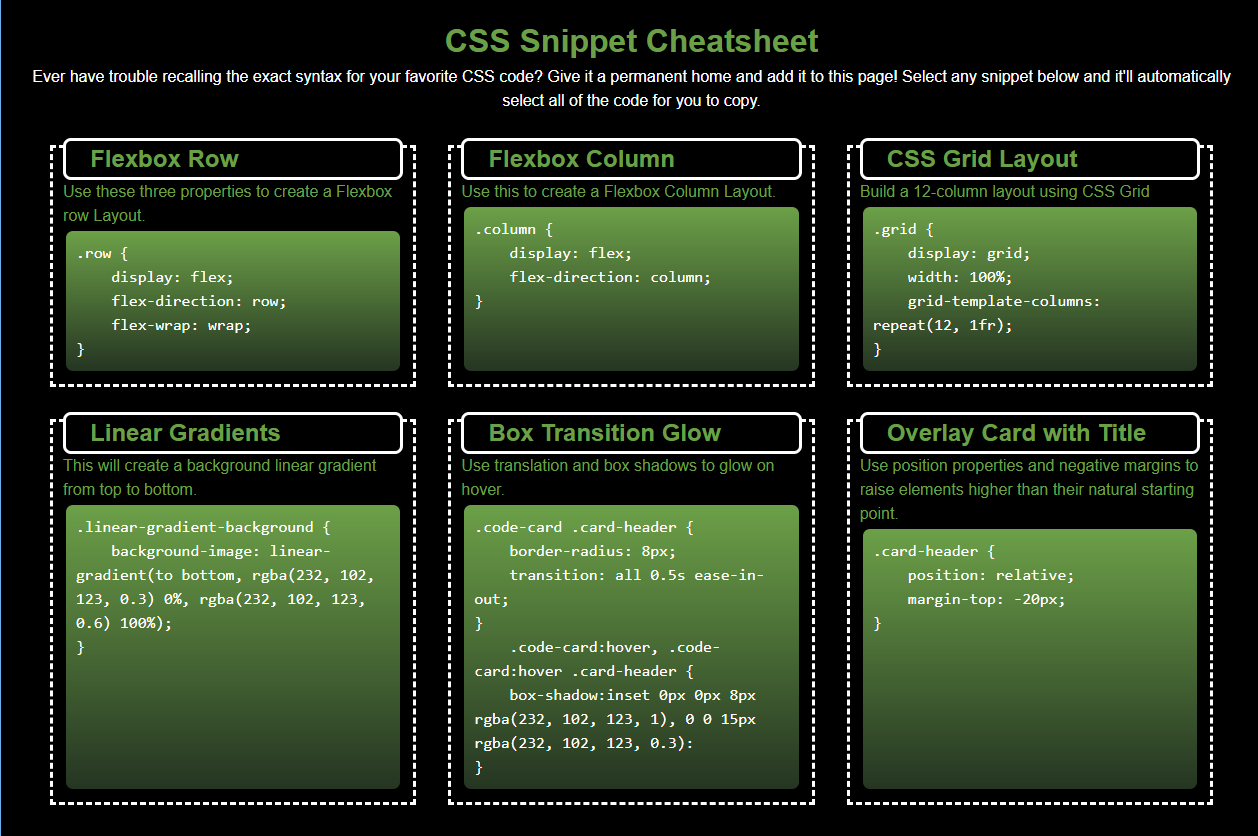 CSS Snippet Cheatsheet
Ever have trouble recalling the exact syntax for your favorite CSS code? Give it a permanent home and add it to this page! Select any snippet below and it'll automatically
select all of the code for you to copy.
Flexbox Row
Use these three properties to create a Flexbox
row Layout.
.row {
    display: flex;
    flex-direction: row;
    flex-wrap: wrap;
}
Flexbox Column
Use this to create a Flexbox Column Layout.
.column {
    display: flex;
    flex-direction: column;
}
CSS Grid Layout
Build a 12-column layout using CSS Grid
.grid {
    display: grid;
    width: 100%;
    grid-template-columns:
repeat(12, 1fr);
}
Linear Gradients
This will create a background linear gradient
from top to bottom.
.linear-gradient-background {
    background-image: linear-
gradient(to bottom, rgba(232, 102,
123, 0.3) 0%, rgba(232, 102, 123,
0.6) 100%);
}
Box Transition Glow
Use translation and box shadows to glow on
hover.
.code-card .card-header {
    border-radius: 8px;
    transition: all 0.5s ease-in-
out;
}
    .code-card:hover, .code-
card:hover .card-header {
    box-shadow:inset 0px 0px 8px
rgba(232, 102, 123, 1), 0 0 15px
rgba(232, 102, 123, 0.3):
}
Overlay Card with Title
Use position properties and negative margins to
raise elements higher than their natural starting
point.
.card-header {
    position: relative;
    margin-top: -20px;
}